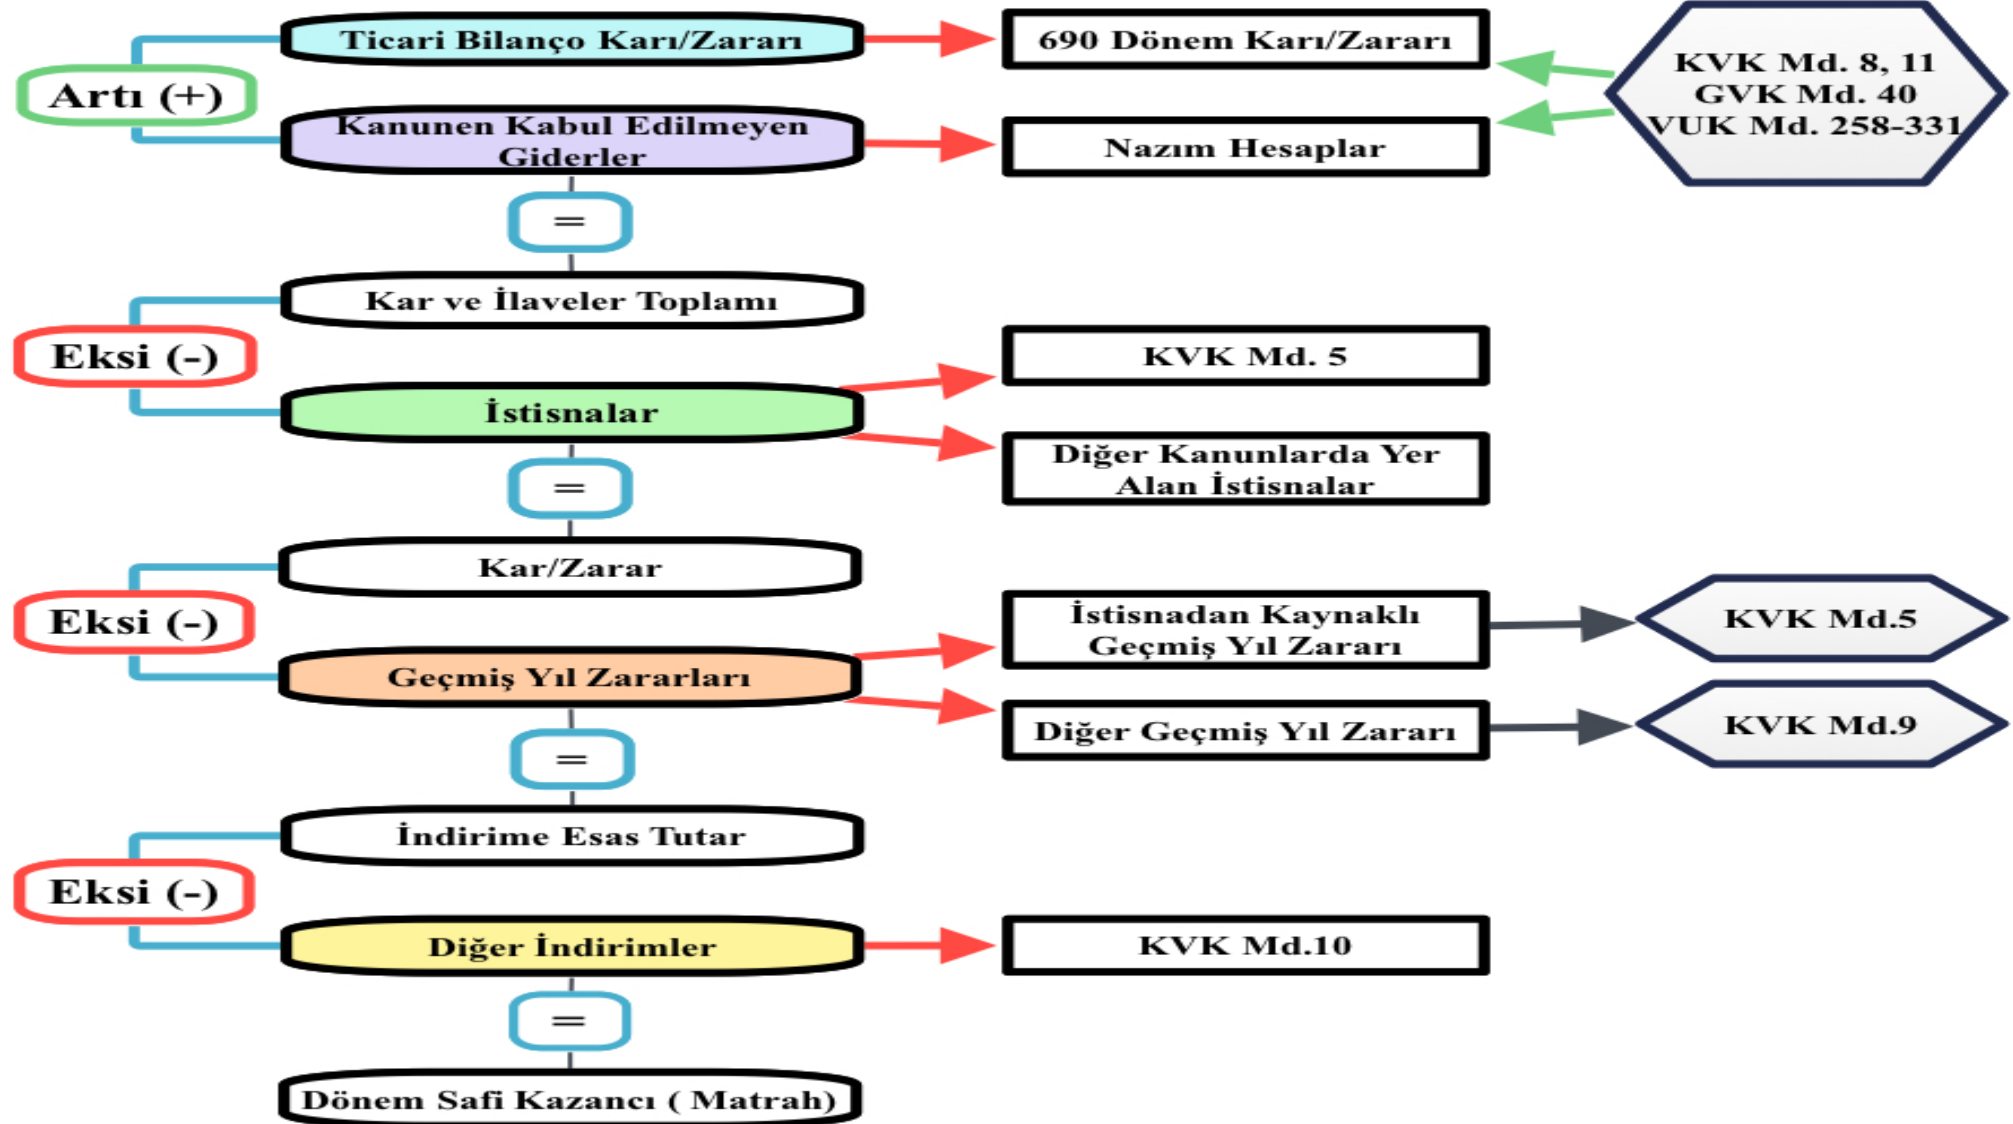 Ticari Bilanço Karı/Zararı
690 Dönem Karı/Zararı
KVK Md. 8, 11
GVK Md. 40
VUK Md. 258-331
Artı (+)
Kanunen Kabul Edilmeyen
Giderler
Nazım Hesaplar
=
Kar ve İlaveler Toplamı
Eksi (-)
KVK Md. 5
İstisnalar
Diğer Kanunlarda Yer
Alan İstisnalar
=
Kar/Zarar
Eksi (-)
İstisnadan Kaynaklı
Geçmiş Yıl Zararı
KVK Md.5
Geçmiş Yıl Zararları
Diğer Geçmiş Yıl Zararı
KVK Md.9
=
İndirime Esas Tutar
Eksi (-)
Diğer İndirimler
KVK Md.10
=
Dönem Safi Kazancı ( Matrah)